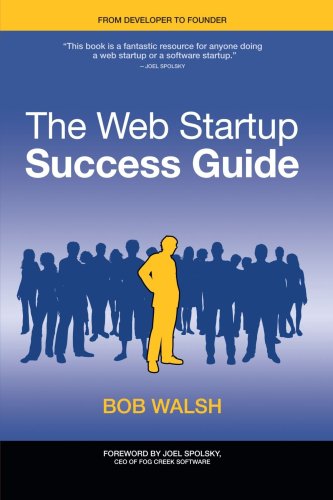 FROM DEVELOPER TO FOUNDER
"This book is a fantastic resource for anyone doing
a web startup or a software startup."
— JOEL SPOLSKY
The Web Startup
Success Guide
BOB WALSH
FOREWORD BY JOEL SPOLSKY,
CEO OF FOG CREEK SOFTWARE